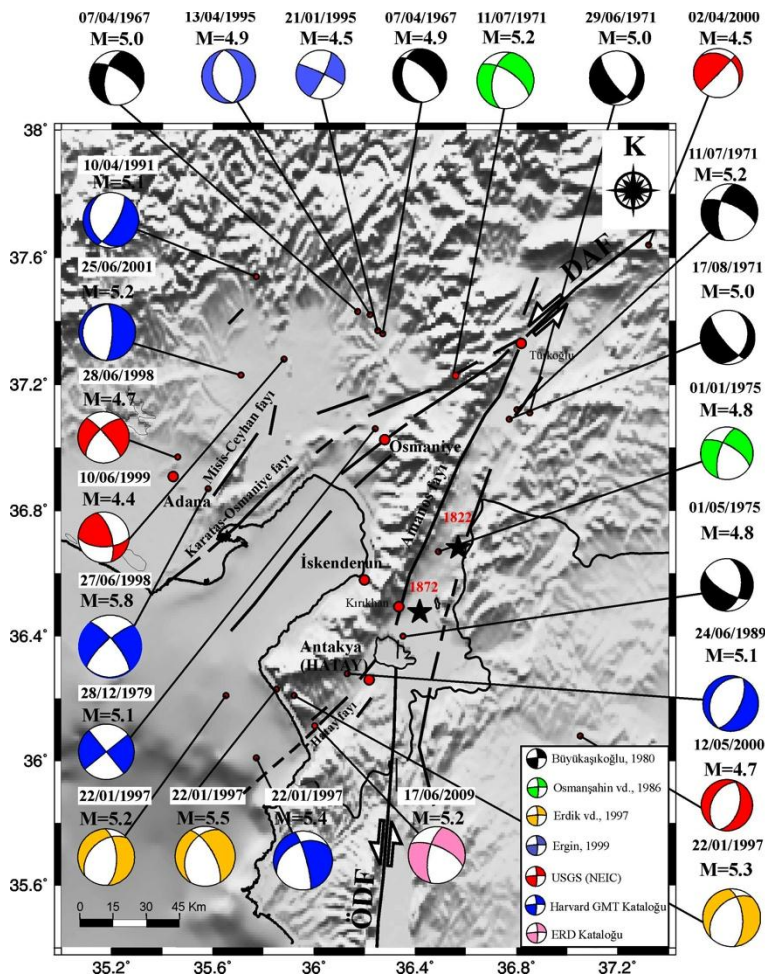 07/04/1967
M=5.0
13/04/1995
M=4.9
21/01/1995
M=4.5
07/04/1967
M=4.9
11/07/1971
M=5.2
29/06/1971
M=5.0
02/04/2000
M=4.5
38°
K
10/04/1991
M=5.1
11/07/1971
M=5.2
37.6°
DAF
25/06/2001
M=5.2
17/08/1971
M=5.0
Türkoğlu
37.2°
28/06/1998
M=4.7
01/01/1975
M=4.8
Misis-Ceyhan fayı
Osmaniye
Adana
Karataş-Osmaniye fayı
Amanos fayı
10/06/1999
M=4.4
36.8°
1822
01/05/1975
M=4.8
İskenderun
27/06/1998
M=5.8
1872
Kırıkhan
36.4°
Antakya
(HATAY)
24/06/1989
M=5.1
28/12/1979
M=5.1
Hatay fayı
36°
12/05/2000
M=4.7
22/01/1997
M=5.2
22/01/1997
M=5.5
22/01/1997
M=5.4
17/06/2009
M=5.2
22/01/1997
M=5.3
Büyükaşıkoğlu, 1980
Osmanşahin vd., 1986
Erdik vd., 1997
Ergin, 1999
USGS (NEIC)
Harvard GMT Kataloğu
ERD Kataloğu
35.6°
ÖDF
0 15 30 45 Km
35.2° 35.6° 36° 36.4° 36.8° 37.2°